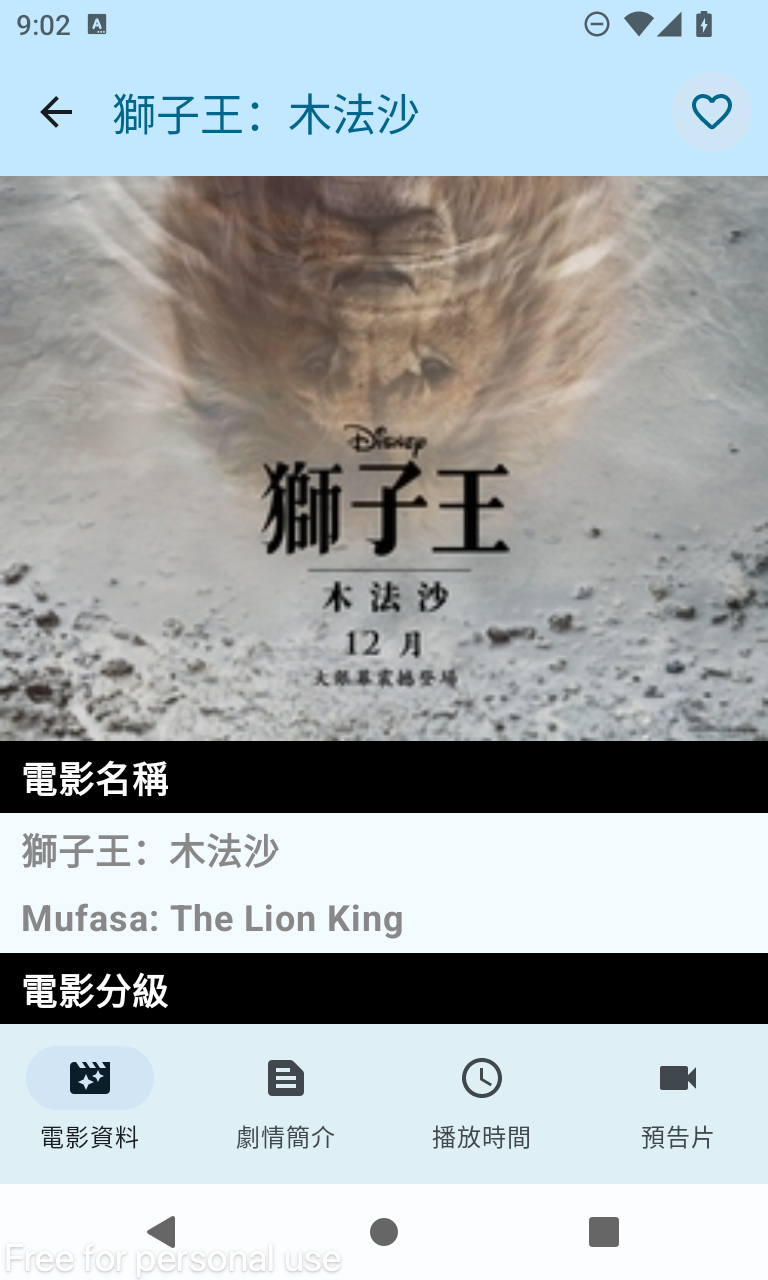 9:02
獅子王：木法沙
Disney
獅子王
木法沙
12 月
大銀幕震撼登場
電影名稱
獅子王：木法沙
Mufasa: The Lion King
電影分級
電影資料
劇情簡介
播放時間
預告片
Free for personal use